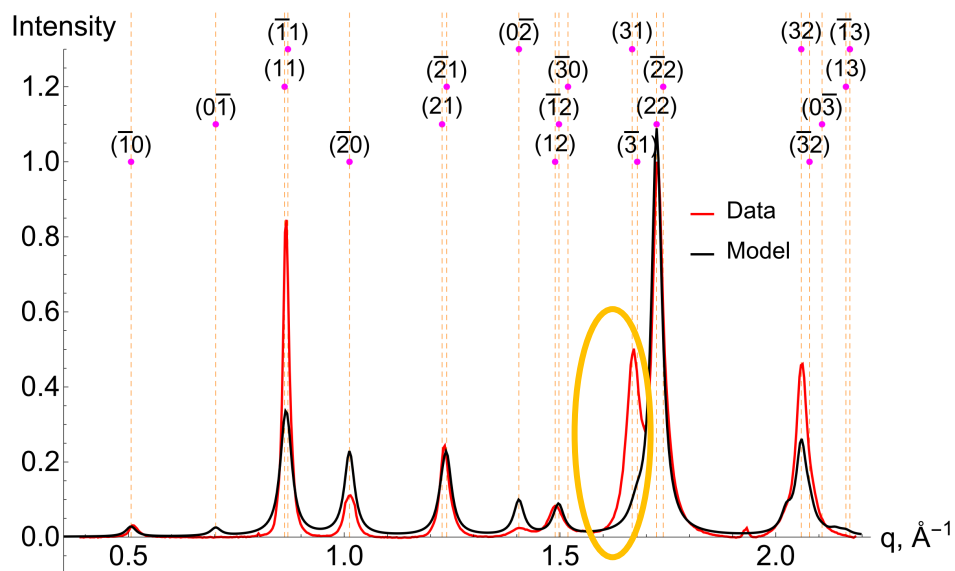 Intensity
(02̅) (31) (32) (1̅3)
(1̅1)
(3̅0)
1.2 (11) (2̅1) (2̅2) (13)
(01̅) (21) (1̅2) (22) (03̅)
1.0 (1̅0) (2̅0) (12) (3̅1) (3̅2)
0.8 Data
Model
0.6
0.4
0.2
0.0
0.5 1.0 1.5 2.0 q, Å⁻¹